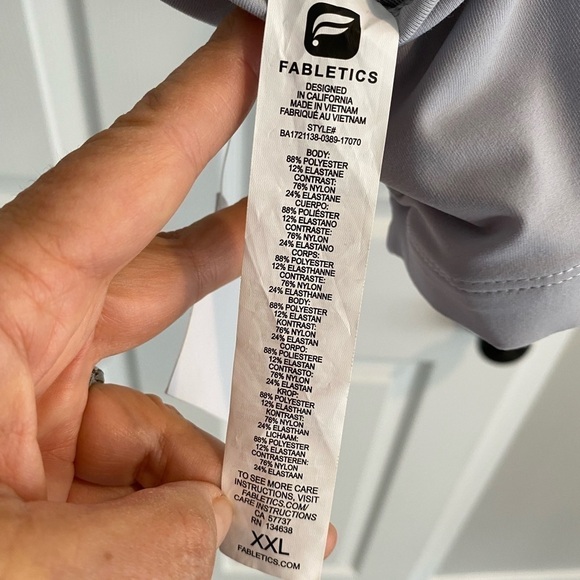 FABLETICS
DESIGNED
IN CALIFORNIA
MADE IN VIETNAM
FABRIQUÉ AU VIETNAM
STYLE#
BA1721138-0389-17070
BODY:
88% POLYESTER
12% ELASTANE
CONTRAST:
76% NYLON
24% ELASTANE
CUERPO:
88% POLIÉSTER
12% ELASTANO
CONTRASTE:
76% NYLON
24% ELASTANO
CORPS:
88% POLYESTER
12% ELASTHANNE
CONTRASTE:
76% NYLON
24% ELASTHANNE
BODY:
88% POLYESTER
12% ELASTAN
KONTRAST:
76% NYLON
24% ELASTAN
CORPO:
88% POLIESTERE
12% ELASTAN
CONTRASTO:
76% NYLON
24% ELASTAN
KROP:
88% POLYESTER
12% ELASTHAN
KONTRAST:
76% NYLON
24% ELASTHAN
LICHAAM:
88% POLYESTER
12% ELASTAAN
CONTRASTEREN:
76% NYLON
24% ELASTAAN
TO SEE MORE CARE
INSTRUCTIONS, VISIT
FABLETICS.COM/
CARE INSTRUCTIONS
CA 57737
RN 134638
XXL
FABLETICS.COM